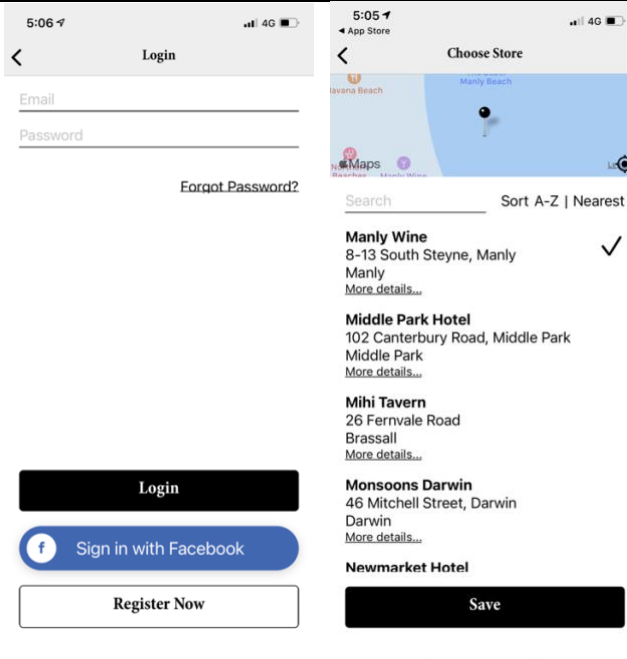 5:06
4G
Login
Email
Password
Forgot Password?
Login
f Sign in with Facebook
Register Now
5:05
4G
App Store
Choose Store
Manly Beach
Havana Beach
Maps
Northern
Beaches
Manly Wine
Search
Sort A-Z | Nearest
Manly Wine
8-13 South Steyne, Manly
Manly
More details...
Middle Park Hotel
102 Canterbury Road, Middle Park
Middle Park
More details...
Mihi Tavern
26 Fernvale Road
Brassall
More details...
Monsoons Darwin
46 Mitchell Street, Darwin
Darwin
More details...
Newmarket Hotel
Save